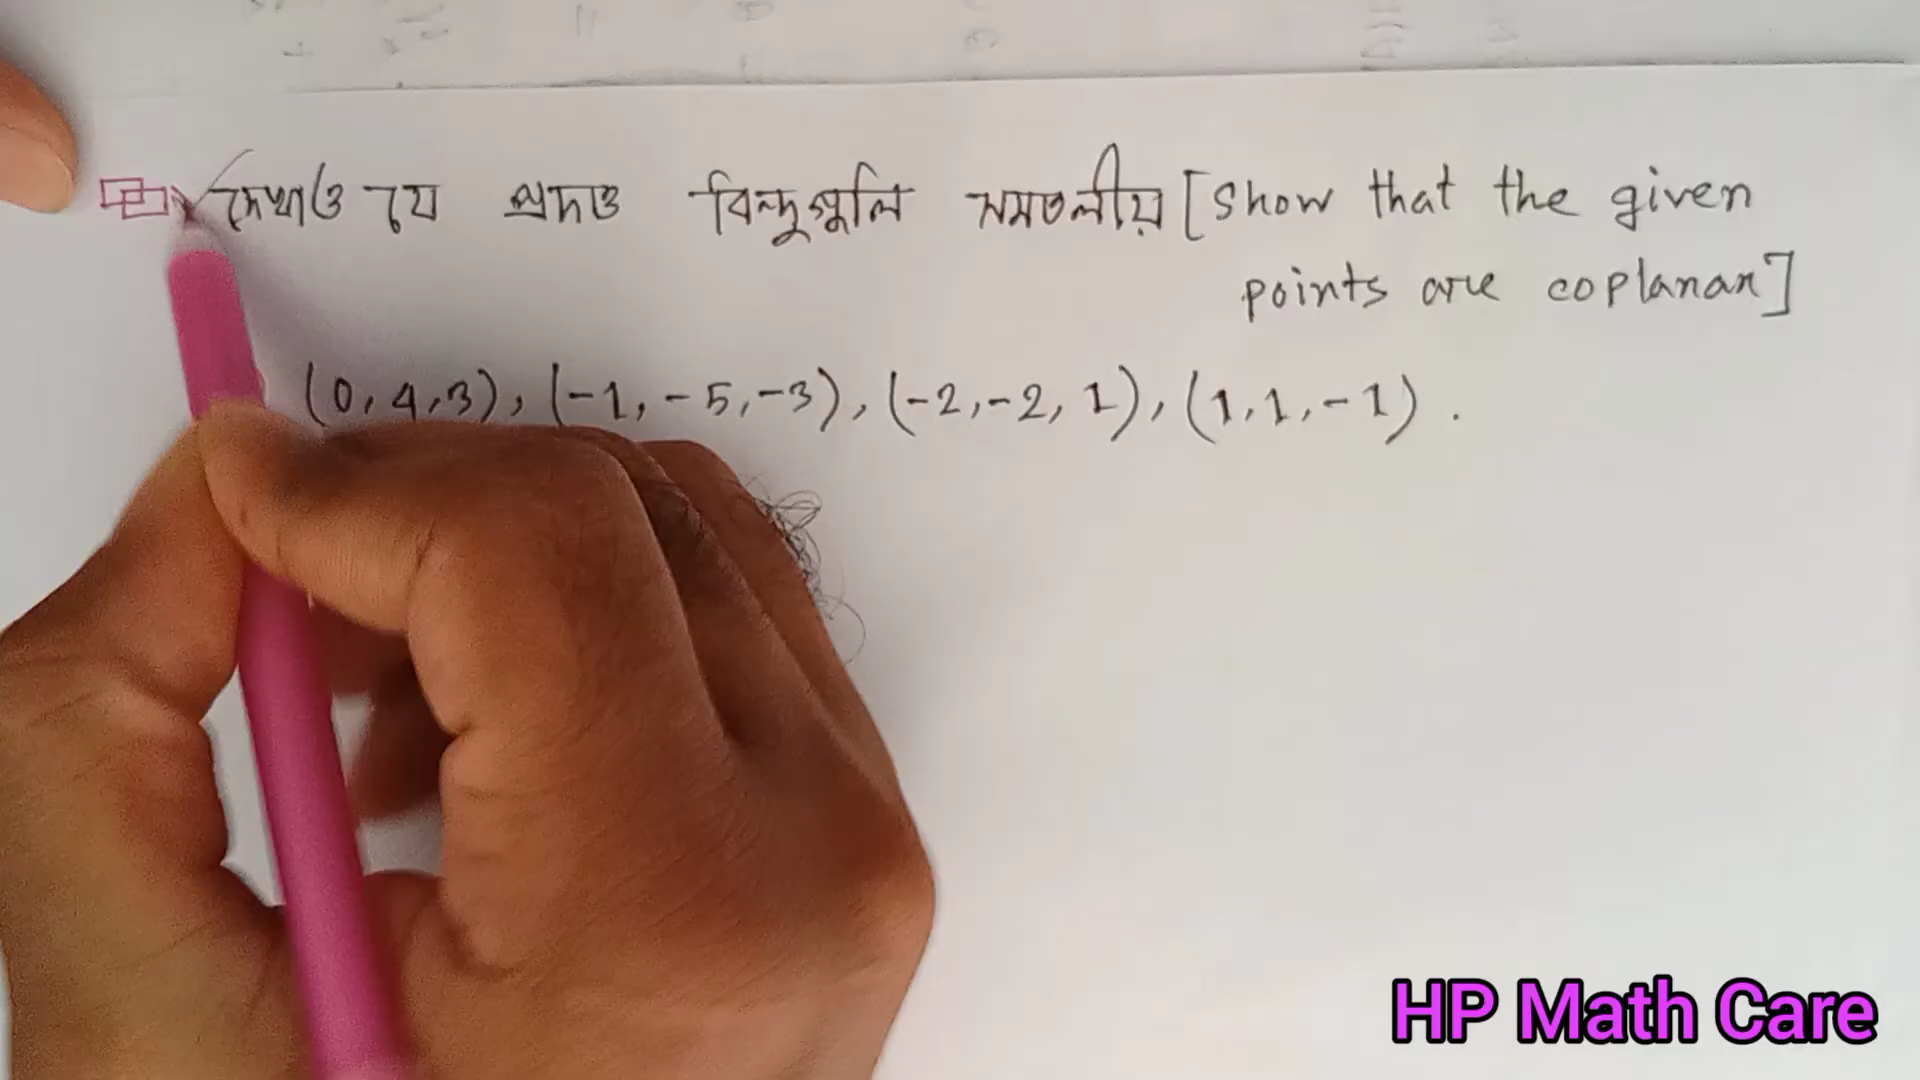 দেখাও যে প্রদত্ত বিন্দুগুলি সমতলীয় [Show that the given
points are coplanar]
(0,4,3), (-1,-5,-3), (-2,-2, 1), (1,1,-1).
HP Math Care